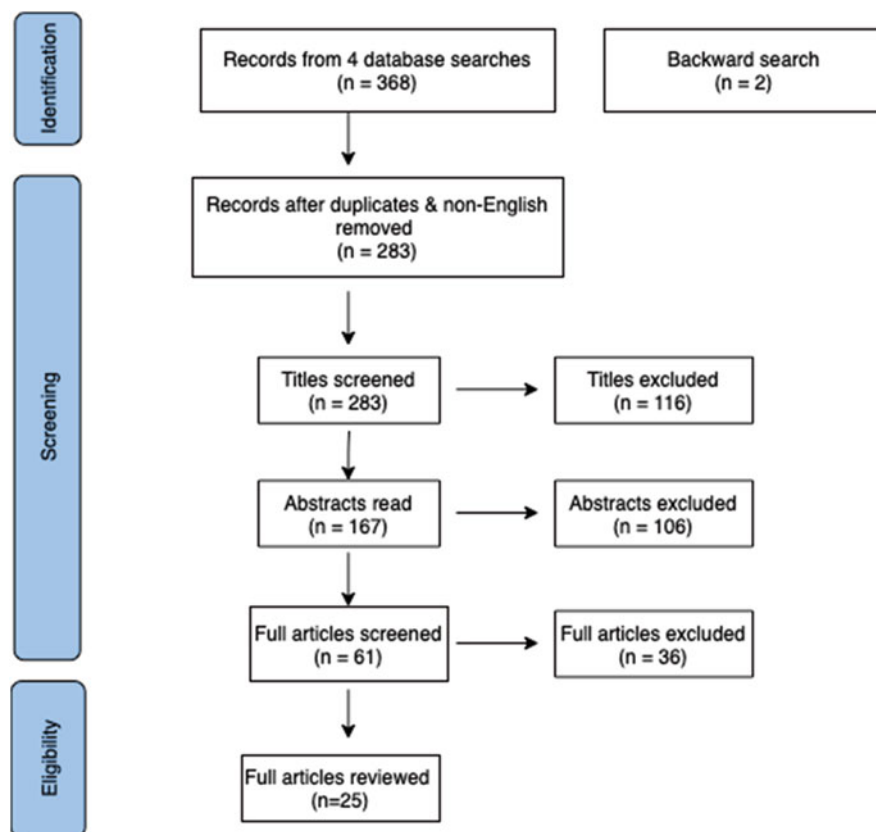 Identification
Records from 4 database searches
(n = 368)
Backward search
(n = 2)
Screening
Records after duplicates & non-English
removed
(n = 283)
Titles screened
(n = 283)
Titles excluded
(n = 116)
Abstracts read
(n = 167)
Abstracts excluded
(n = 106)
Full articles screened
(n = 61)
Full articles excluded
(n = 36)
Eligibility
Full articles reviewed
(n=25)